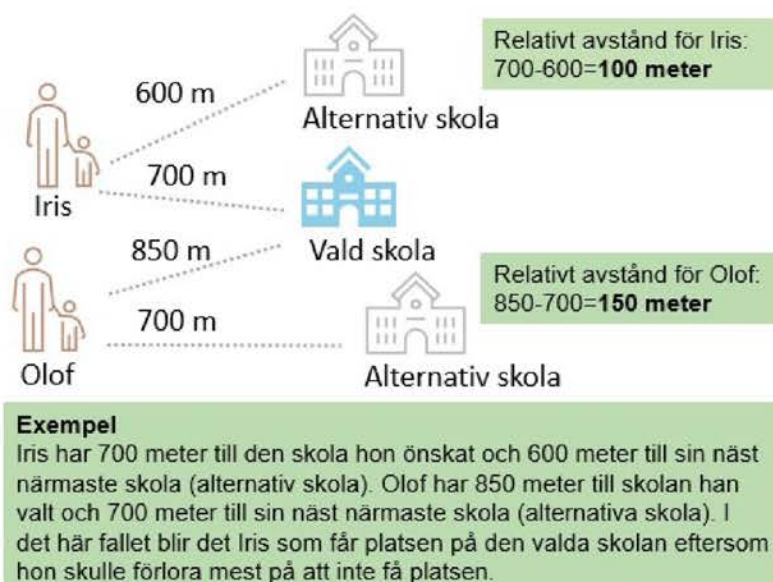 Relativt avstånd för Iris:
700-600=100 meter
600 m
Alternativ skola
700 m
Iris
Vald skola
850 m
Relativt avstånd för Olof:
850-700=150 meter
700 m
Olof
Alternativ skola
Exempel
Iris har 700 meter till den skola hon önskat och 600 meter till sin näst
närmaste skola (alternativ skola). Olof har 850 meter till skolan han
valt och 700 meter till sin näst närmaste skola (alternativa skola). I
det här fallet blir det Iris som får platsen på den valda skolan eftersom
hon skulle förlora mest på att inte få platsen.